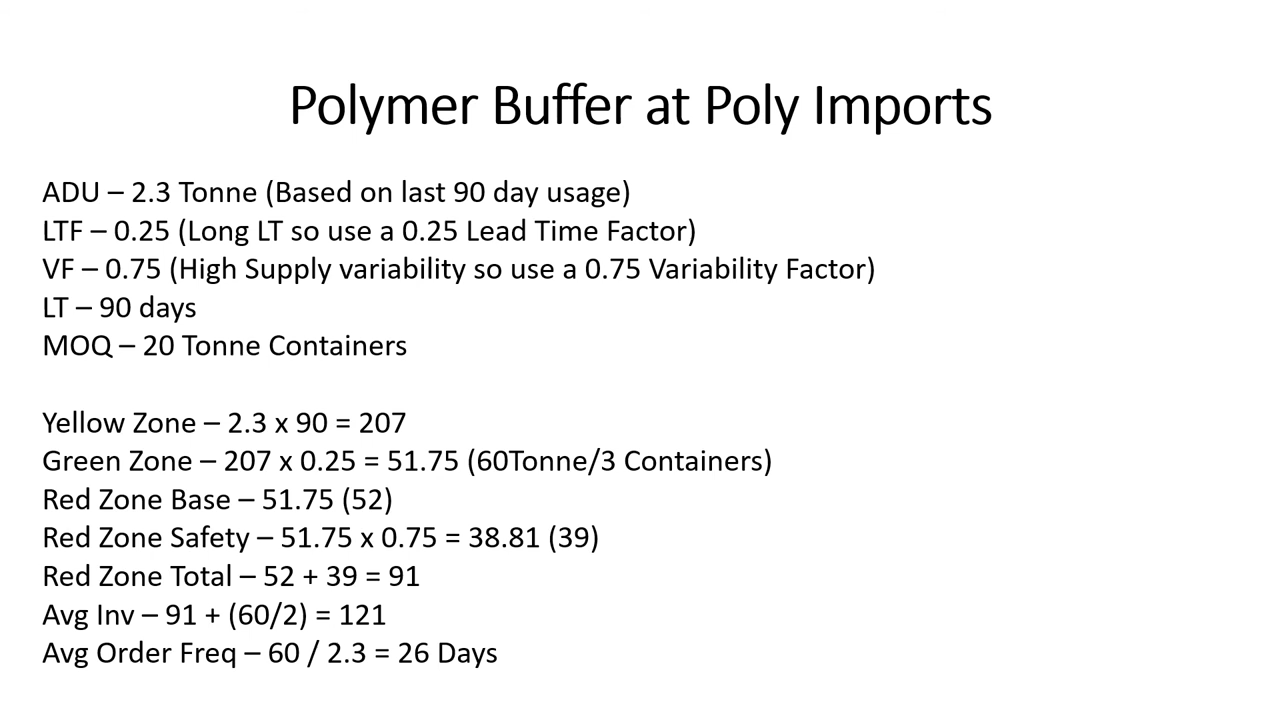 Polymer Buffer at Poly Imports
ADU – 2.3 Tonne (Based on last 90 day usage)
LTF – 0.25 (Long LT so use a 0.25 Lead Time Factor)
VF – 0.75 (High Supply variability so use a 0.75 Variability Factor)
LT – 90 days
MOQ – 20 Tonne Containers
Yellow Zone – 2.3 x 90 = 207
Green Zone – 207 x 0.25 = 51.75 (60Tonne/3 Containers)
Red Zone Base – 51.75 (52)
Red Zone Safety – 51.75 x 0.75 = 38.81 (39)
Red Zone Total – 52 + 39 = 91
Avg Inv – 91 + (60/2) = 121
Avg Order Freq – 60 / 2.3 = 26 Days